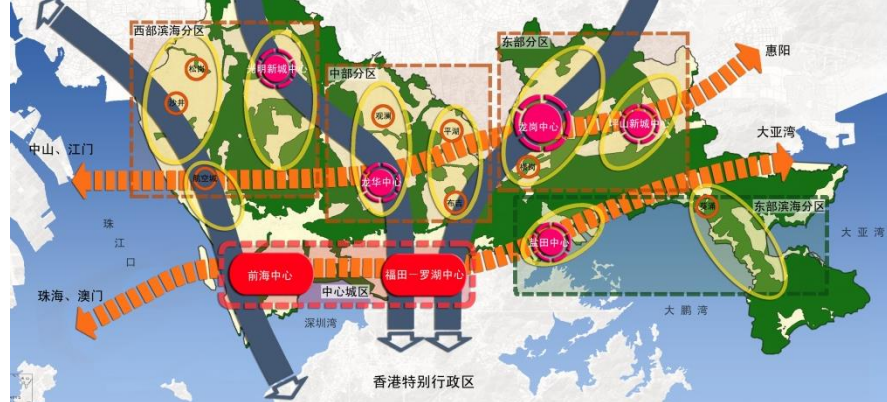 西部滨海分区
东部分区
惠阳
松岗
光明新城中心
中部分区
沙井
观澜
平湖
龙岗中心
坪山新城中心
大亚湾
中山、江门
航空城
龙华中心
横岗
布吉
葵涌
东部滨海分区
珠江口
盐田中心
大亚湾
前海中心
福田－罗湖中心
珠海、澳门
中心城区
深圳湾
大鹏湾
香港特别行政区